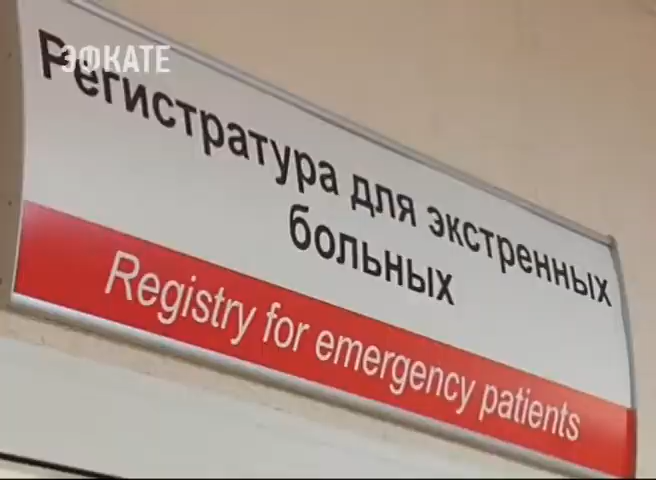 ЭФКАТЕ
Регистратура для экстренных
больных
Registry for emergency patients